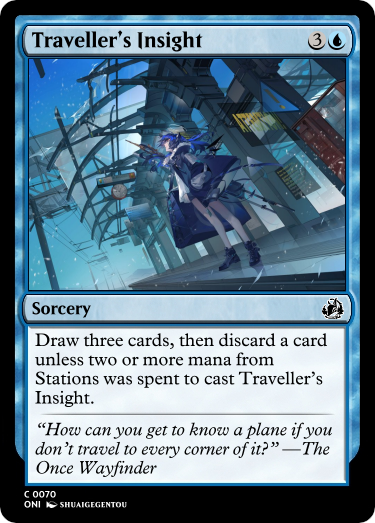 Traveller's Insight 3
Sorcery
Draw three cards, then discard a card
unless two or more mana from
Stations was spent to cast Traveller's
Insight.
“How can you get to know a plane if you
don't travel to every corner of it?” —The
Once Wayfinder
C 0070
ONI SHUAIGEGENTOU